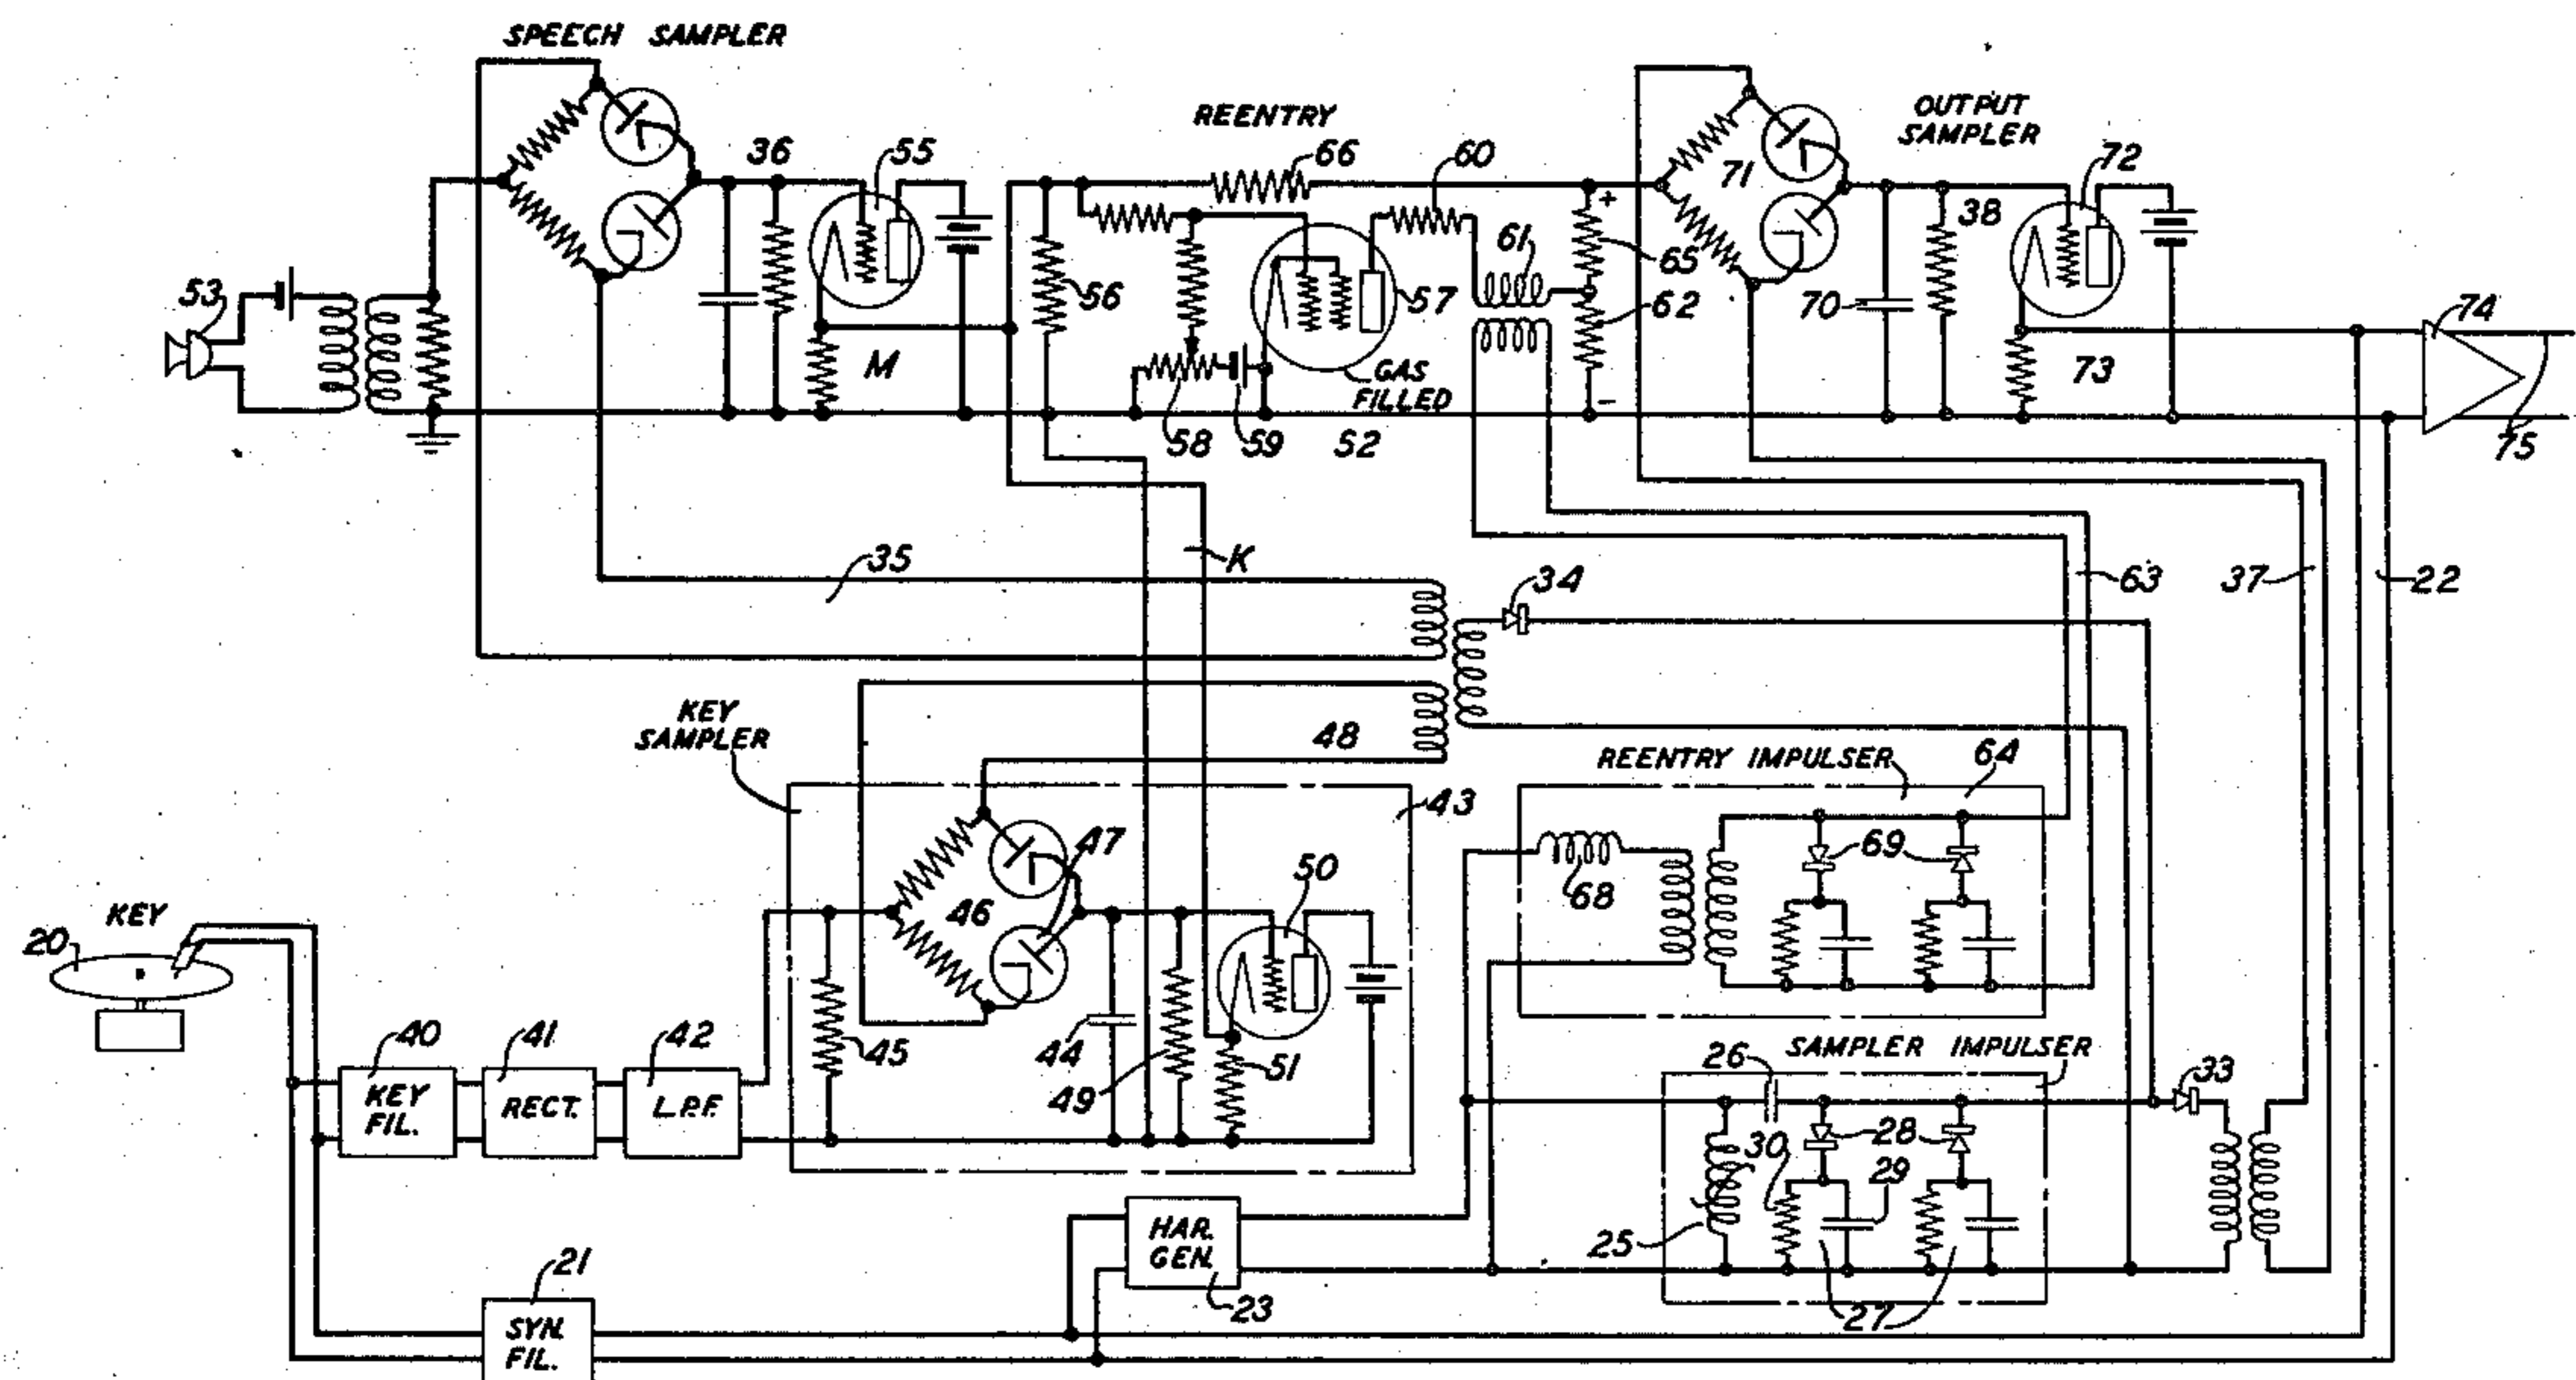 SPEECH SAMPLER
REENTRY
OUTPUT
SAMPLER
36
55
66
60
71
72
38
53
56
57
61
65
62
70
74
M
58
59
GAS
FILLED
52
73
75
35
K
34
63
37
22
KEY
SAMPLER
48
REENTRY IMPULSER
64
43
47
46
50
69
68
KEY
20
40
41
42
45
44
49
51
KEY
FIL.
RECT.
L.P.F.
SAMPLER IMPULSER
26
33
28
30
29
25
27
HAR.
GEN.
23
21
SYN.
FIL.
+
−